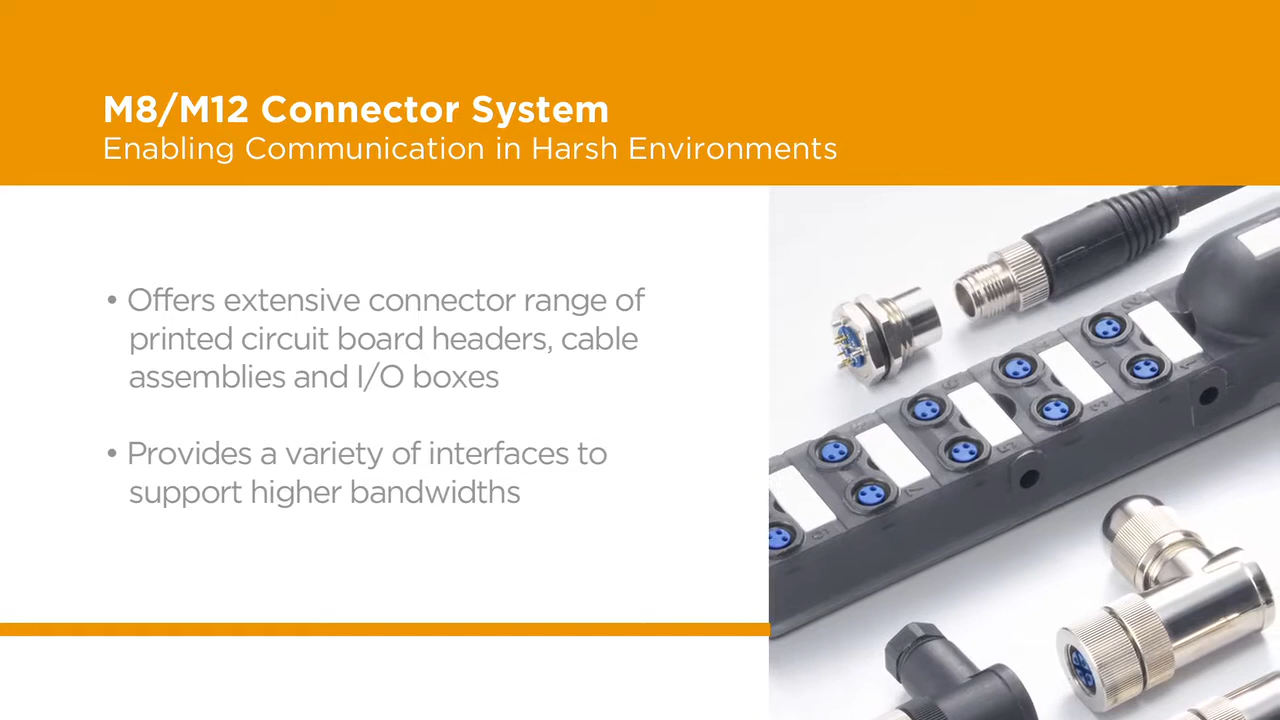 M8/M12 Connector System
Enabling Communication in Harsh Environments
• Offers extensive connector range of
printed circuit board headers, cable
assemblies and I/O boxes
• Provides a variety of interfaces to
support higher bandwidths